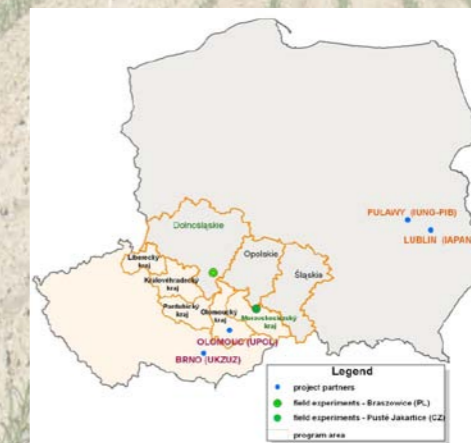 PULAWY (IUNG-PIB)
LUBLIN (IAPAN)
Dolnośląskie
Opolskie
Śląskie
Liberecký
kraj
Královéhradecký
kraj
Pardubický
kraj
Olomoucký
kraj
Moravskoslezský
kraj
OLOMOUC (UPOL)
BRNO (UKZUZ)
Legend
project partners
field experiments - Braszowice (PL)
field experiments - Pusté Jakartice (CZ)
program area